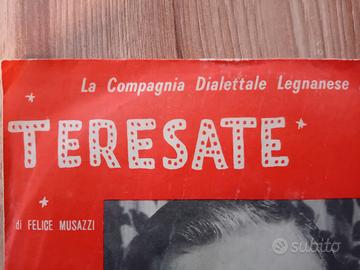 La Compagnia Dialettale Legnanese
TERESATE
di FELICE MUSAZZI
subito